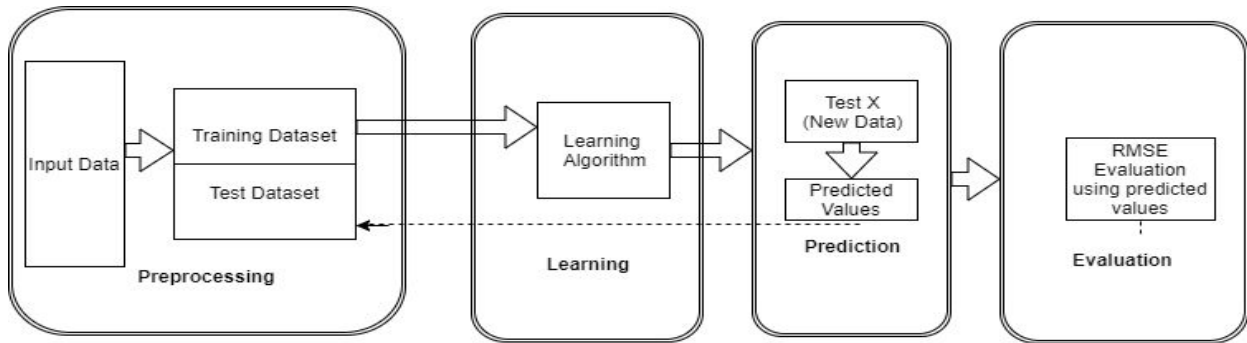 Input Data
Training Dataset
Test Dataset
Preprocessing
Learning
Algorithm
Learning
Test X
(New Data)
Predicted
Values
Prediction
RMSE
Evaluation
using predicted
values
Evaluation